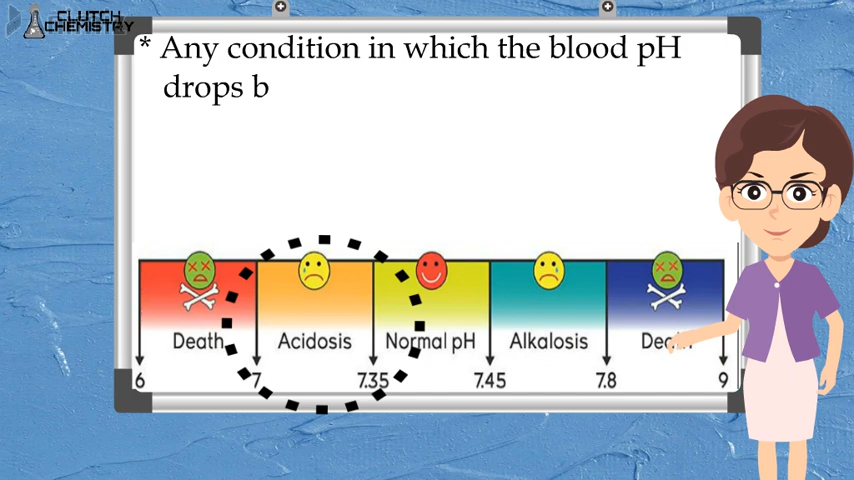 CLUTCH
CHEMISTRY
* Any condition in which the blood pH
drops b
Death Acidosis Normal pH Alkalosis
6 7 7.35 7.45 7.8 9